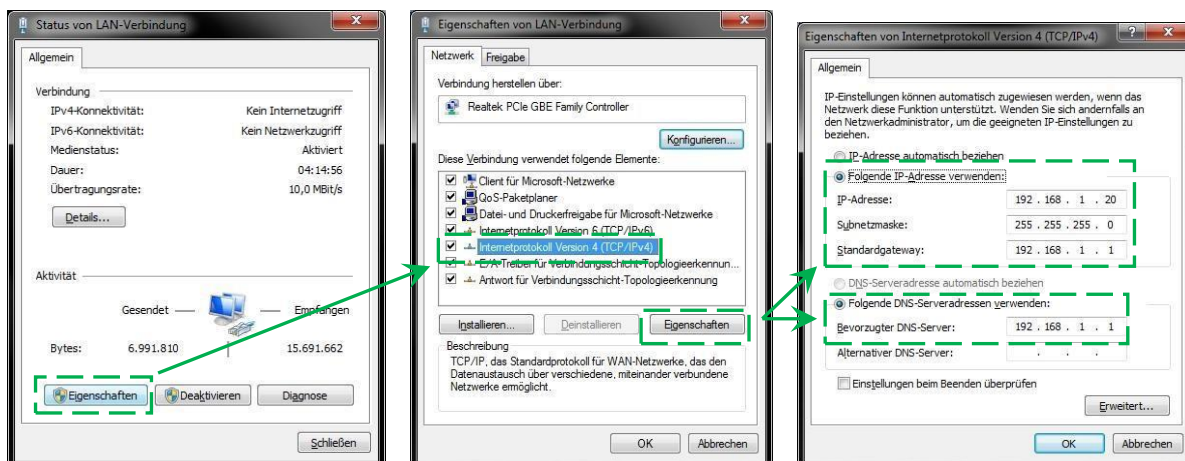 Status von LAN-Verbindung
Allgemein
Verbindung
IPv4-Konnektivität: Kein Internetzugriff
IPv6-Konnektivität: Kein Netzwerkzugriff
Medienstatus: Aktiviert
Dauer: 04:14:56
Übertragungsrate: 10,0 MBit/s
Details...
Aktivität
Gesendet Empfangen
Bytes: 6.991.810 15.691.662
Eigenschaften Deaktivieren Diagnose
Schließen
Eigenschaften von LAN-Verbindung
Netzwerk Freigabe
Verbindung herstellen über:
Realtek PCIe GBE Family Controller
Konfigurieren...
Diese Verbindung verwendet folgende Elemente:
Client für Microsoft-Netzwerke
QoS-Paketplaner
Datei- und Druckerfreigabe für Microsoft-Netzwerke
Internetprotokoll Version 6 (TCP/IPv6)
Internetprotokoll Version 4 (TCP/IPv4)
E/A-Treiber für Verbindungsschicht-Topologieerkennun...
Antwort für Verbindungsschicht-Topologieerkennung
Installieren... Deinstallieren Eigenschaften
Beschreibung
TCP/IP, das Standardprotokoll für WAN-Netzwerke, das den
Datenaustausch über verschiedene, miteinander verbundene
Netzwerke ermöglicht.
OK Abbrechen
Eigenschaften von Internetprotokoll Version 4 (TCP/IPv4)
Allgemein
IP-Einstellungen können automatisch zugewiesen werden, wenn das
Netzwerk diese Funktion unterstützt. Wenden Sie sich andernfalls an
den Netzwerkadministrator, um die geeigneten IP-Einstellungen zu
beziehen.
IP-Adresse automatisch beziehen
Folgende IP-Adresse verwenden:
IP-Adresse: 192 . 168 . 1 . 20
Subnetzmaske: 255 . 255 . 255 . 0
Standardgateway: 192 . 168 . 1 . 1
DNS-Serveradresse automatisch beziehen
Folgende DNS-Serveradressen verwenden:
Bevorzugter DNS-Server: 192 . 168 . 1 . 1
Alternativer DNS-Server: . . .
Einstellungen beim Beenden überprüfen
Erweitert...
OK Abbrechen